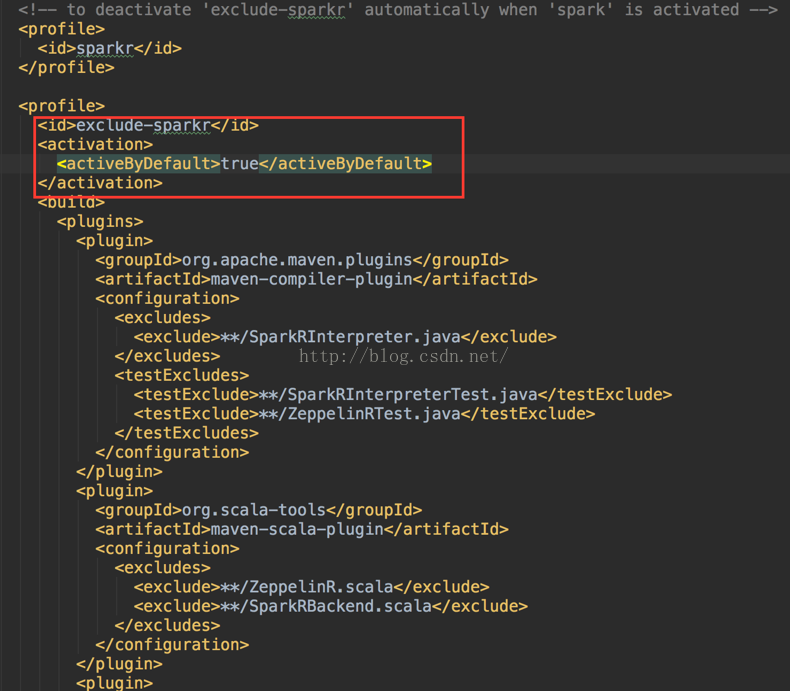 <!-- to deactivate 'exclude-sparkr' automatically when 'spark' is activated -->
<profile>
<id>sparkr</id>
</profile>
<profile>
<id>exclude-sparkr</id>
<activation>
<activeByDefault>true</activeByDefault>
</activation>
<build>
<plugins>
<plugin>
<groupId>org.apache.maven.plugins</groupId>
<artifactId>maven-compiler-plugin</artifactId>
<configuration>
<excludes>
<exclude>**/SparkRInterpreter.java</exclude>
</excludes>
http://blog.csdn.net/
<testExcludes>
<testExclude>**/SparkRInterpreterTest.java</testExclude>
<testExclude>**/ZeppelinRTest.java</testExclude>
</testExcludes>
</configuration>
</plugin>
<plugin>
<groupId>org.scala-tools</groupId>
<artifactId>maven-scala-plugin</artifactId>
<configuration>
<excludes>
<exclude>**/ZeppelinR.scala</exclude>
<exclude>**/SparkRBackend.scala</exclude>
</excludes>
</configuration>
</plugin>
<plugin>